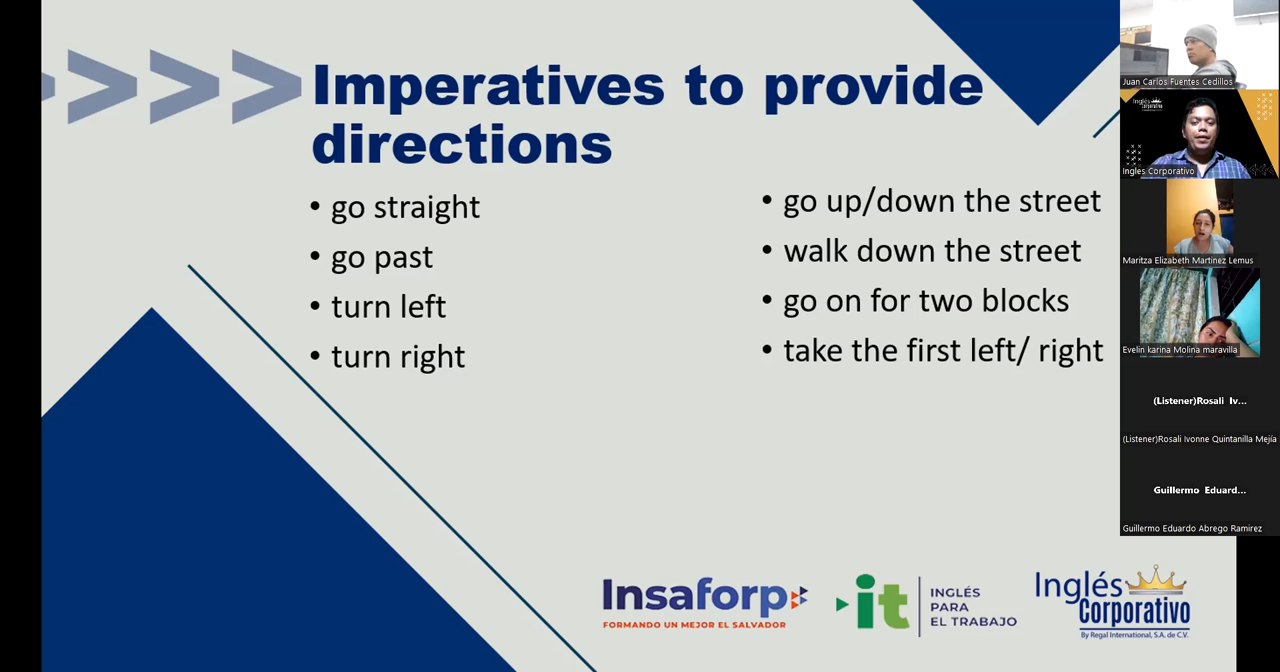 Imperatives to provide
directions
• go straight
• go past
• turn left
• turn right
• go up/down the street
• walk down the street
• go on for two blocks
• take the first left/ right
Insaforp
FORMANDO UN MEJOR EL SALVADOR
it
INGLÉS
PARA
EL TRABAJO
Inglés
Corporativo
By Regal International, S.A. de C.V.
Juan Carlos Fuentes Cedillos
Inglés
Corporativo
Ingles Corporativo
Maritza Elizabeth Martinez Lemus
Evelin karina Molina maravilla
(Listener)Rosali Iv...
(Listener)Rosali Ivonne Quintanilla Mejía
Guillermo Eduard...
Guillermo Eduardo Abrego Ramirez